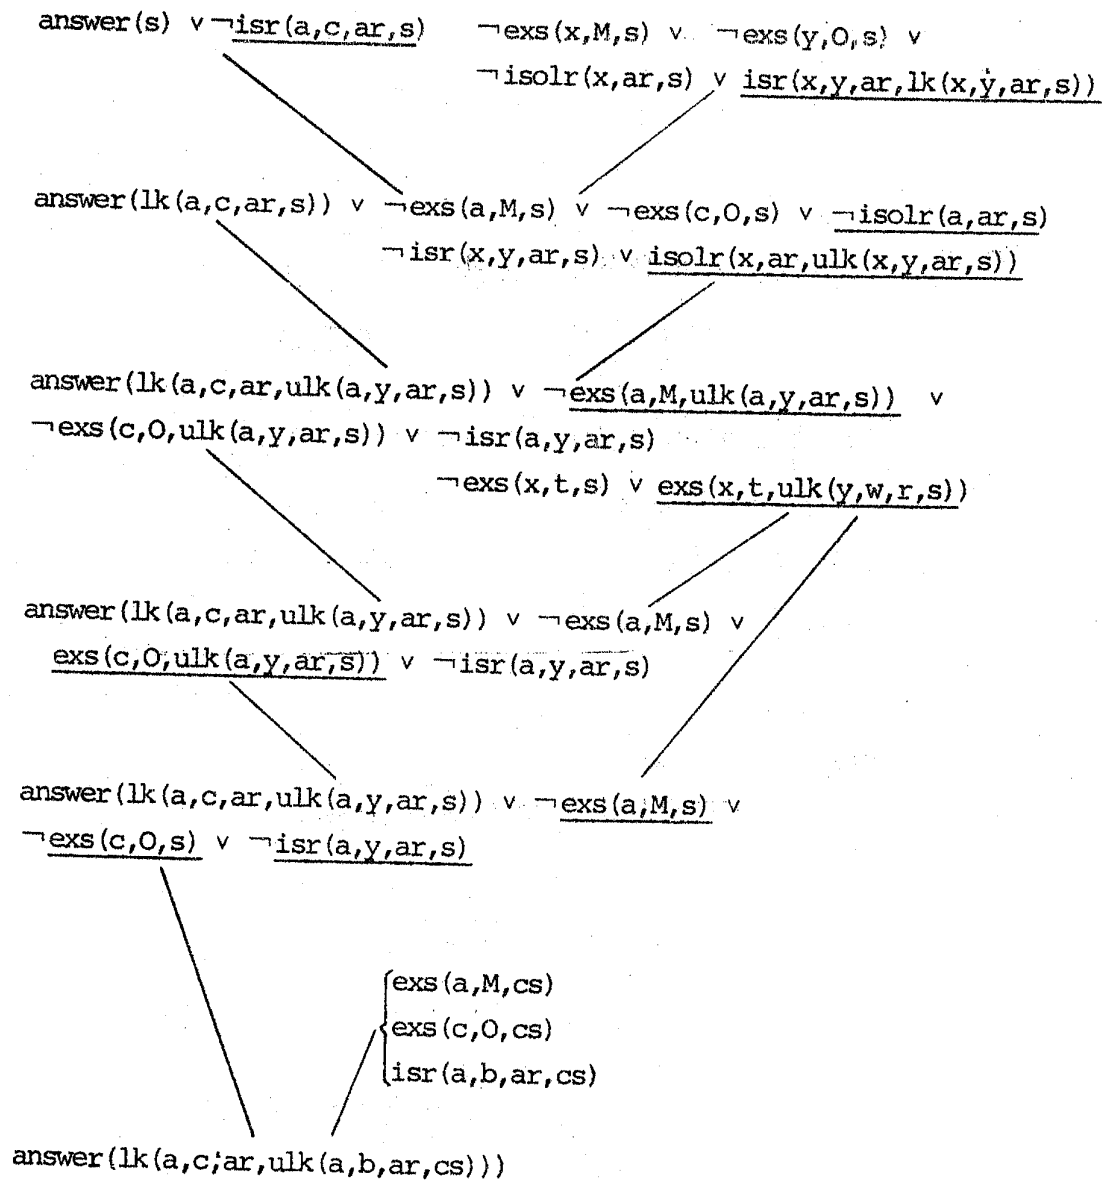 answer(s) ∨ ¬isr(a,c,ar,s) ¬exs(x,M,s) ∨ ¬exs(y,O,s) ∨
¬isolr(x,ar,s) ∨ isr(x,y,ar,lk(x,y,ar,s))
answer(lk(a,c,ar,s)) ∨ ¬exs(a,M,s) ∨ ¬exs(c,O,s) ∨ ¬isolr(a,ar,s)
¬isr(x,y,ar,s) ∨ isolr(x,ar,ulk(x,y,ar,s))
answer(lk(a,c,ar,ulk(a,y,ar,s)) ∨ ¬exs(a,M,ulk(a,y,ar,s)) ∨
¬exs(c,O,ulk(a,y,ar,s)) ∨ ¬isr(a,y,ar,s)
¬exs(x,t,s) ∨ exs(x,t,ulk(y,w,r,s))
answer(lk(a,c,ar,ulk(a,y,ar,s)) ∨ ¬exs(a,M,s) ∨
exs(c,O,ulk(a,y,ar,s)) ∨ ¬isr(a,y,ar,s)
answer(lk(a,c,ar,ulk(a,y,ar,s)) ∨ ¬exs(a,M,s) ∨
¬exs(c,O,s) ∨ ¬isr(a,y,ar,s)
exs(a,M,cs)
exs(c,O,cs)
isr(a,b,ar,cs)
answer(lk(a,c,ar,ulk(a,b,ar,cs)))